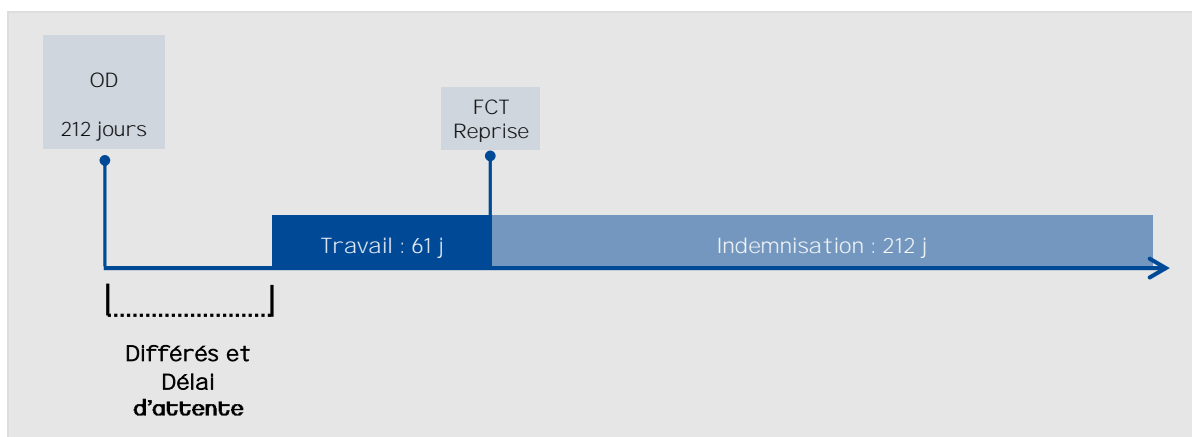 OD
212 jours
FCT
Reprise
Travail : 61 j
Indemnisation : 212 j
Différés et
Délai
d'attente